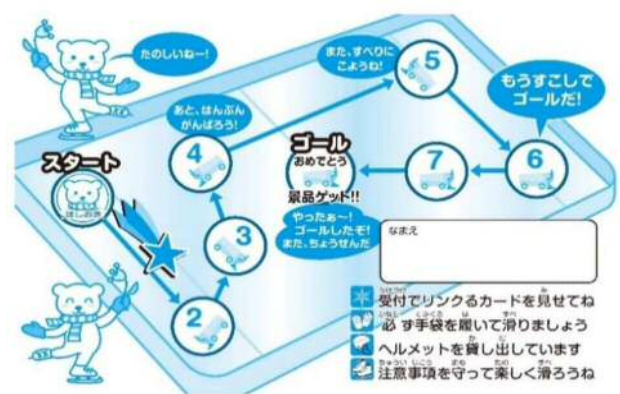 たのしいねー!
また、すべりに
こようね!
5
もうすこしで
ゴールだ!
あと、はんぶん
がんばろう!
4
ゴール
おめでとう
景品ゲット!!
7
6
スタート
ほしおき
3
やったぁ~!
ゴールしたぞ!
また、ちょうせんだ
2
なまえ
受付でリンクるカードを見せてね
必ず手袋を履いて滑りましょう
ヘルメットを貸し出しています
注意事項を守って楽しく滑ろうね